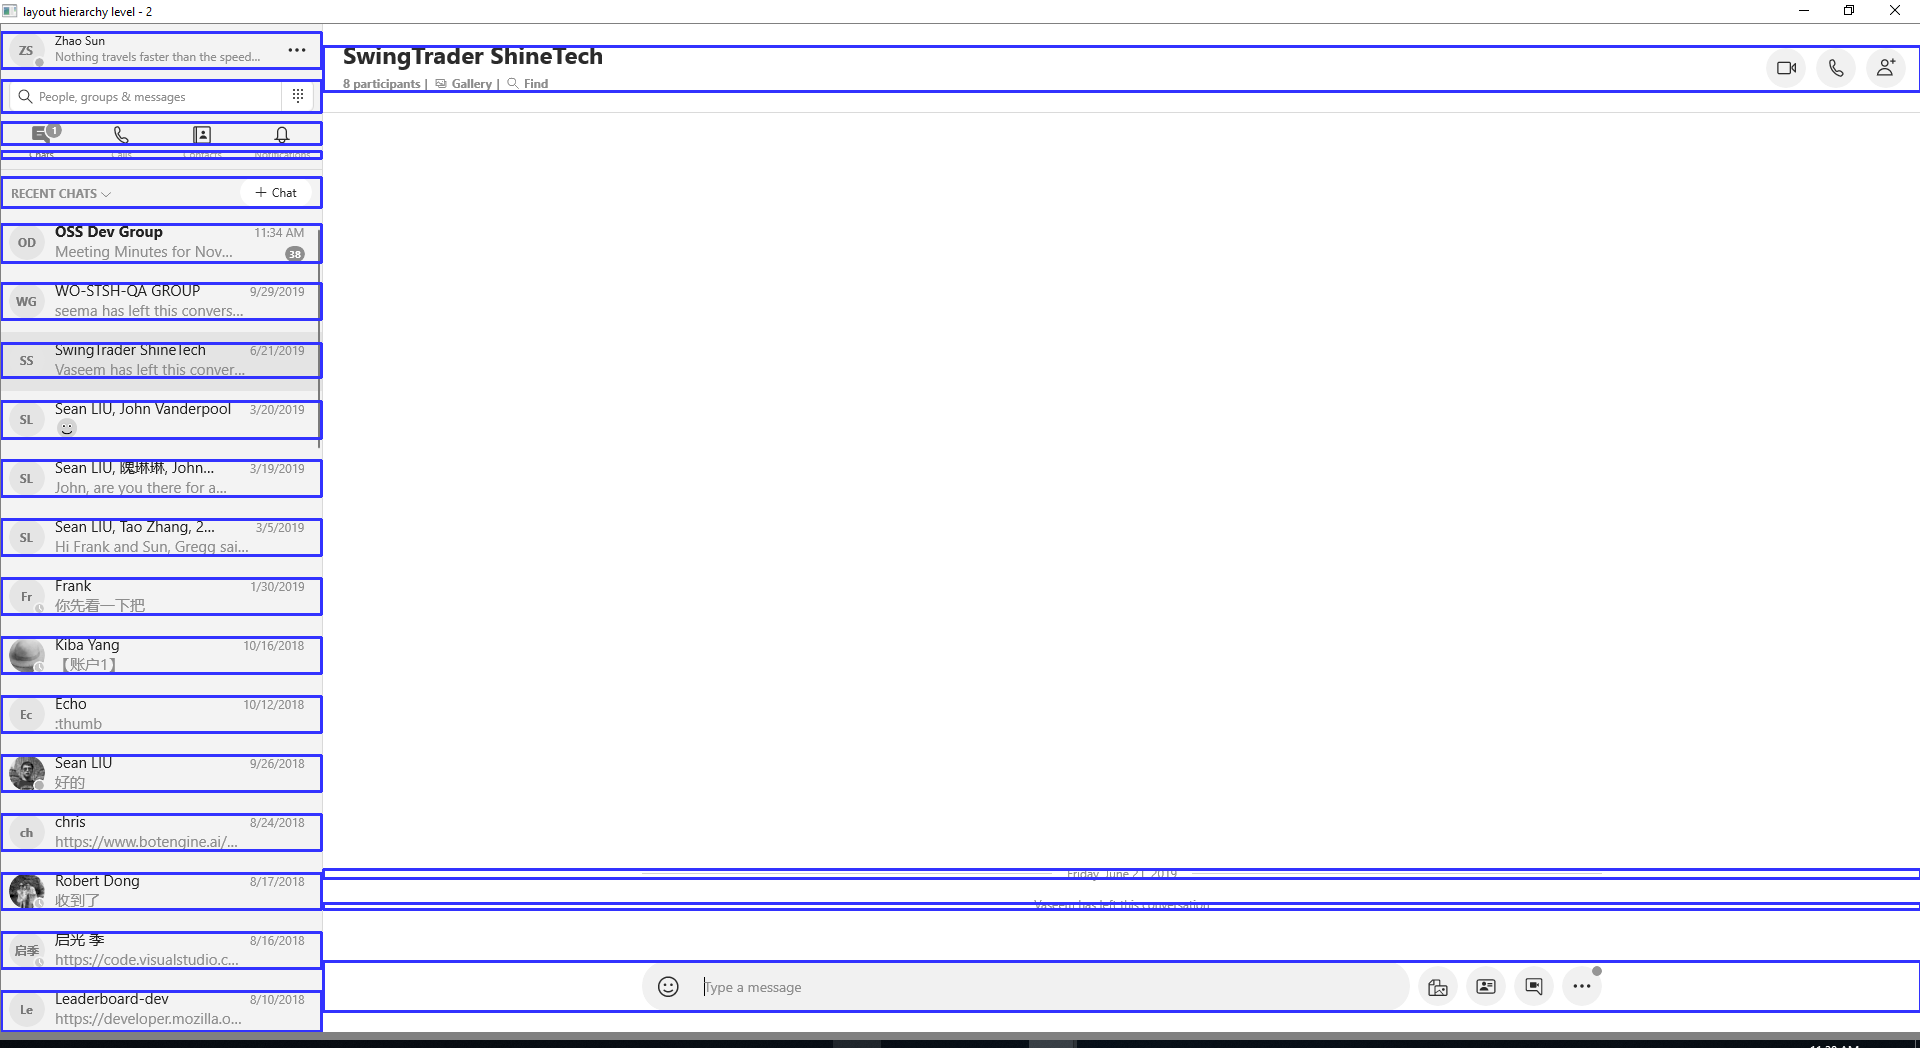 layout hierarchy level - 2
ZS
Zhao Sun
Nothing travels faster than the speed...
People, groups & messages
1
Chats
Calls
Contacts
Notifications
RECENT CHATS
Chat
OD
OSS Dev Group
11:34 AM
Meeting Minutes for Nov...
38
WG
WO-STSH-QA GROUP
9/29/2019
seema has left this convers...
SS
SwingTrader ShineTech
6/21/2019
Vaseem has left this conver...
SL
Sean LIU, John Vanderpool
3/20/2019
SL
Sean LIU, 隗琳琳, John...
3/19/2019
John, are you there for a...
SL
Sean LIU, Tao Zhang, 2...
3/5/2019
Hi Frank and Sun, Gregg sai...
Fr
Frank
1/30/2019
你先看一下把
Kiba Yang
10/16/2018
【账户1】
Ec
Echo
10/12/2018
:thumb
Sean LIU
9/26/2018
好的
ch
chris
8/24/2018
https://www.botengine.ai/...
Robert Dong
8/17/2018
收到了
启季
启光 季
8/16/2018
https://code.visualstudio.c...
Le
Leaderboard-dev
8/10/2018
https://developer.mozilla.o...
SwingTrader ShineTech
8 participants | Gallery | Find
Friday, June 21, 2019
Vaseem has left this conversation
Type a message